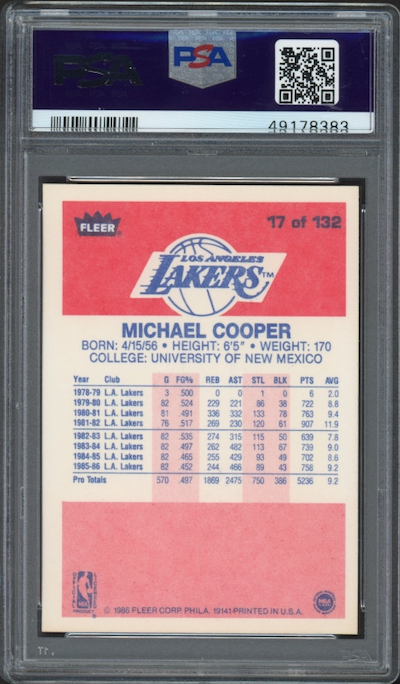 PSA
PSA
49178383
FLEER
17 of 132
LOS ANGELES
LAKERS™
MICHAEL COOPER
BORN: 4/15/56 • HEIGHT: 6'5" • WEIGHT: 170
COLLEGE: UNIVERSITY OF NEW MEXICO
Year Club G FG% REB AST STL BLK PTS AVG
1978-79 L.A. Lakers 3 .500 0 0 1 0 6 2.0
1979-80 L.A. Lakers 82 .524 229 221 86 38 722 8.8
1980-81 L.A. Lakers 81 .491 336 332 133 78 763 9.4
1981-82 L.A. Lakers 76 .517 269 230 120 61 907 11.9
1982-83 L.A. Lakers 82 .535 274 315 115 50 639 7.8
1983-84 L.A. Lakers 82 .497 262 482 113 67 739 9.0
1984-85 L.A. Lakers 82 .465 255 429 93 49 702 8.6
1985-86 L.A. Lakers 82 .452 244 466 89 43 758 9.2
Pro Totals 570 .497 1869 2475 750 386 5236 9.2
OFFICIAL
PRODUCT
NBA
© 1986 FLEER CORP. PHILA. 19141-PRINTED IN U.S.A.